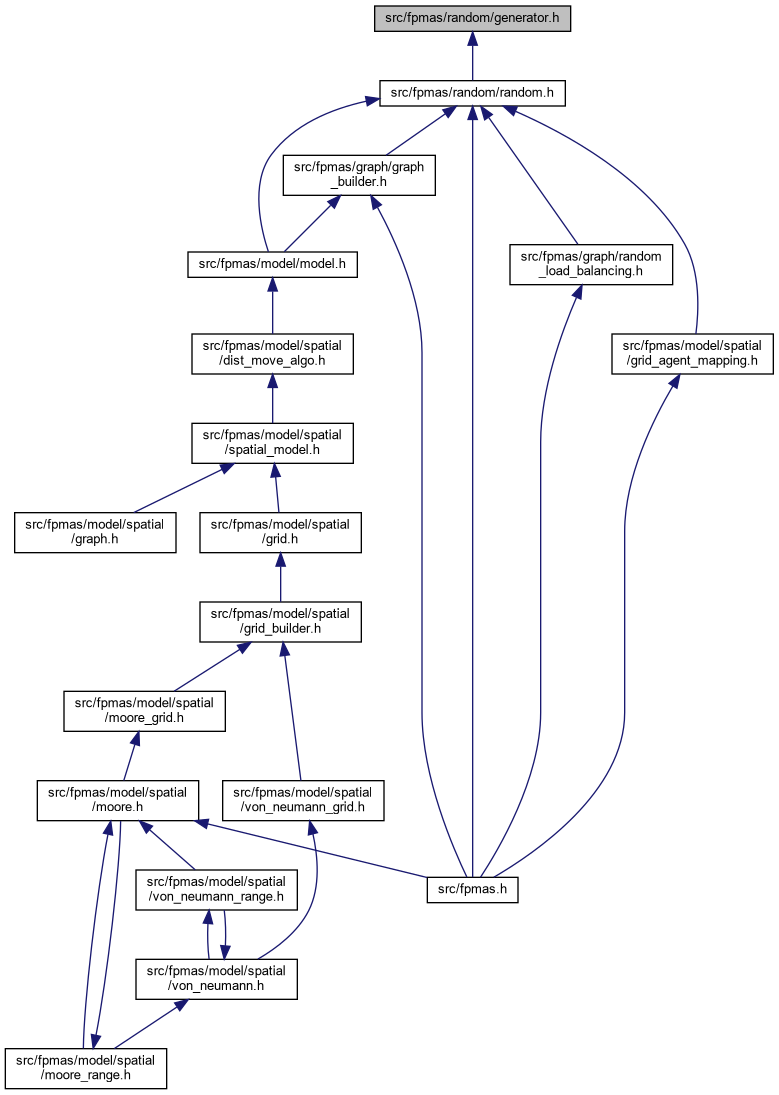 src/fpmas/random/generator.h
src/fpmas/random/random.h
src/fpmas/graph/graph
_builder.h
src/fpmas/model/model.h
src/fpmas/graph/random
_load_balancing.h
src/fpmas/model/spatial
/dist_move_algo.h
src/fpmas/model/spatial
/grid_agent_mapping.h
src/fpmas/model/spatial
/spatial_model.h
src/fpmas/model/spatial
/graph.h
src/fpmas/model/spatial
/grid.h
src/fpmas/model/spatial
/grid_builder.h
src/fpmas/model/spatial
/moore_grid.h
src/fpmas/model/spatial
/moore.h
src/fpmas/model/spatial
/von_neumann_grid.h
src/fpmas/model/spatial
/von_neumann_range.h
src/fpmas.h
src/fpmas/model/spatial
/von_neumann.h
src/fpmas/model/spatial
/moore_range.h